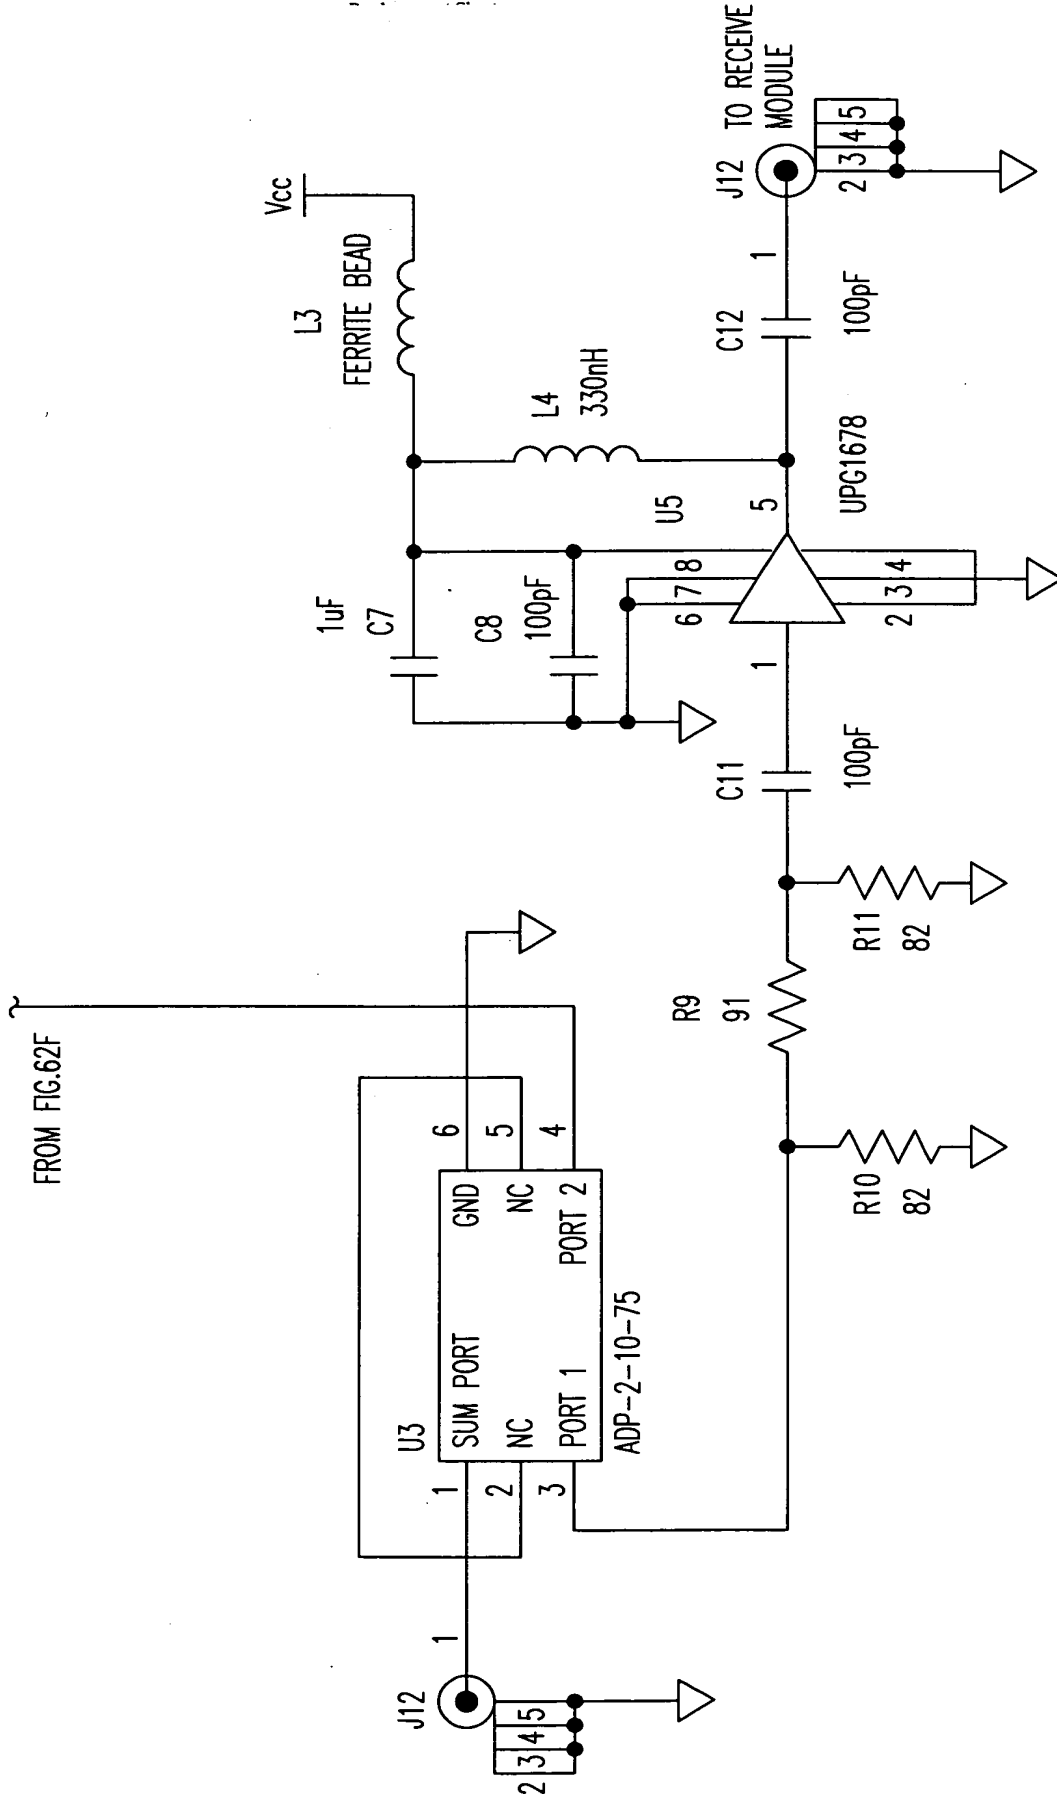 FROM FIG.62F
J12
1
2 3 4 5
U3
1
2
3
SUM PORT
NC
PORT 1
GND
NC
PORT 2
6
5
4
ADP-2-10-75
R10
82
R9
91
R11
82
C11
100pF
1uF
C7
C8
100pF
L3
FERRITE BEAD
Vcc
L4
330nH
U5
1
6 7 8
2 3 4
5
UPG1678
C12
100pF
1
J12
2 3 4 5
TO RECEIVE
MODULE